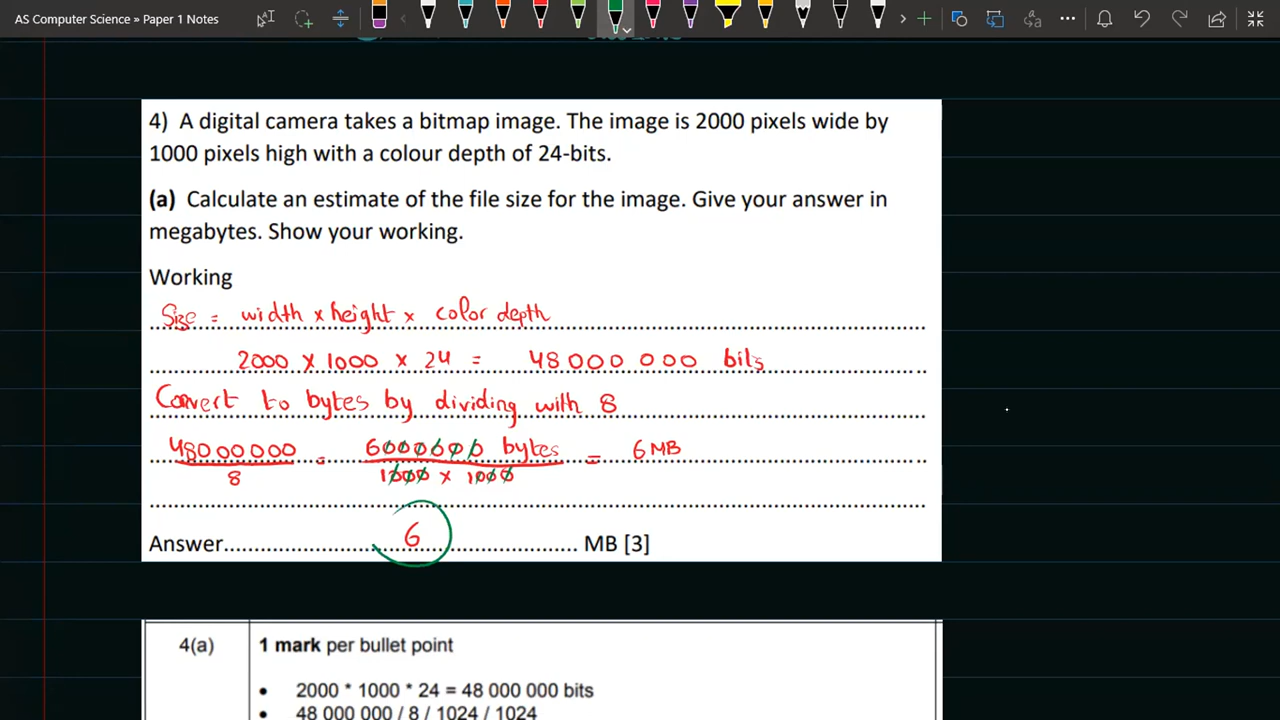 AS Computer Science » Paper 1 Notes
4) A digital camera takes a bitmap image. The image is 2000 pixels wide by
1000 pixels high with a colour depth of 24-bits.
(a) Calculate an estimate of the file size for the image. Give your answer in
megabytes. Show your working.
Working
Size = width x height x color depth
2000 x 1000 x 24 = 48 000 000 bits
Convert to bytes by dividing with 8
48000000 = 6000000 bytes = 6 MB
8 1000 x 1000
Answer 6 MB [3]
4(a) 1 mark per bullet point
• 2000 * 1000 * 24 = 48 000 000 bits
• 48 000 000 / 8 / 1024 / 1024